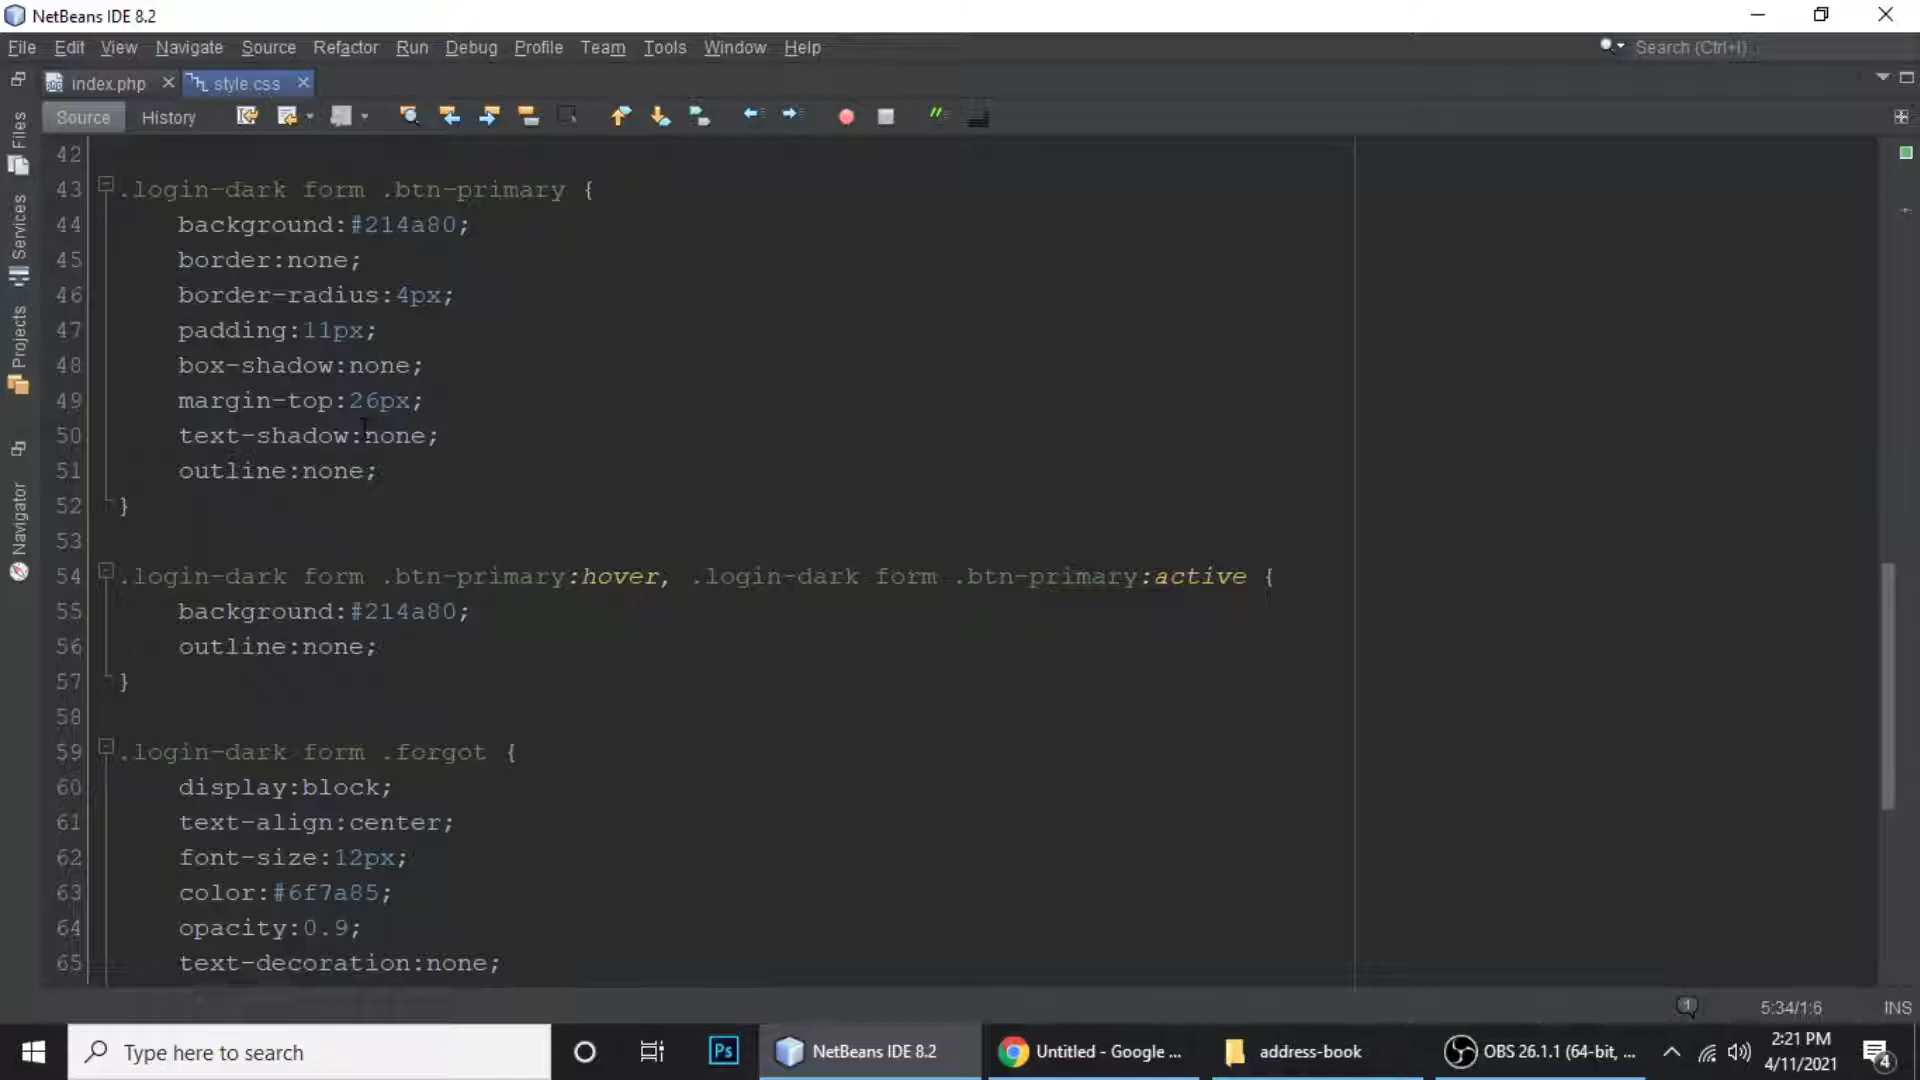 NetBeans IDE 8.2
File Edit View Navigate Source Refactor Run Debug Profile Team Tools Window Help
Search (Ctrl+I)
index.php style.css
Source History
Files
Services
Projects
Navigator
42
43 .login-dark form .btn-primary {
44 background:#214a80;
45 border:none;
46 border-radius:4px;
47 padding:11px;
48 box-shadow:none;
49 margin-top:26px;
50 text-shadow:none;
51 outline:none;
52 }
53
54 .login-dark form .btn-primary:hover, .login-dark form .btn-primary:active {
55 background:#214a80;
56 outline:none;
57 }
58
59 .login-dark form .forgot {
60 display:block;
61 text-align:center;
62 font-size:12px;
63 color:#6f7a85;
64 opacity:0.9;
65 text-decoration:none;
1 5:34/1:6 INS
Type here to search
Ps
NetBeans IDE 8.2
Untitled - Google ...
address-book
OBS 26.1.1 (64-bit, ...
2:21 PM
4/11/2021
4